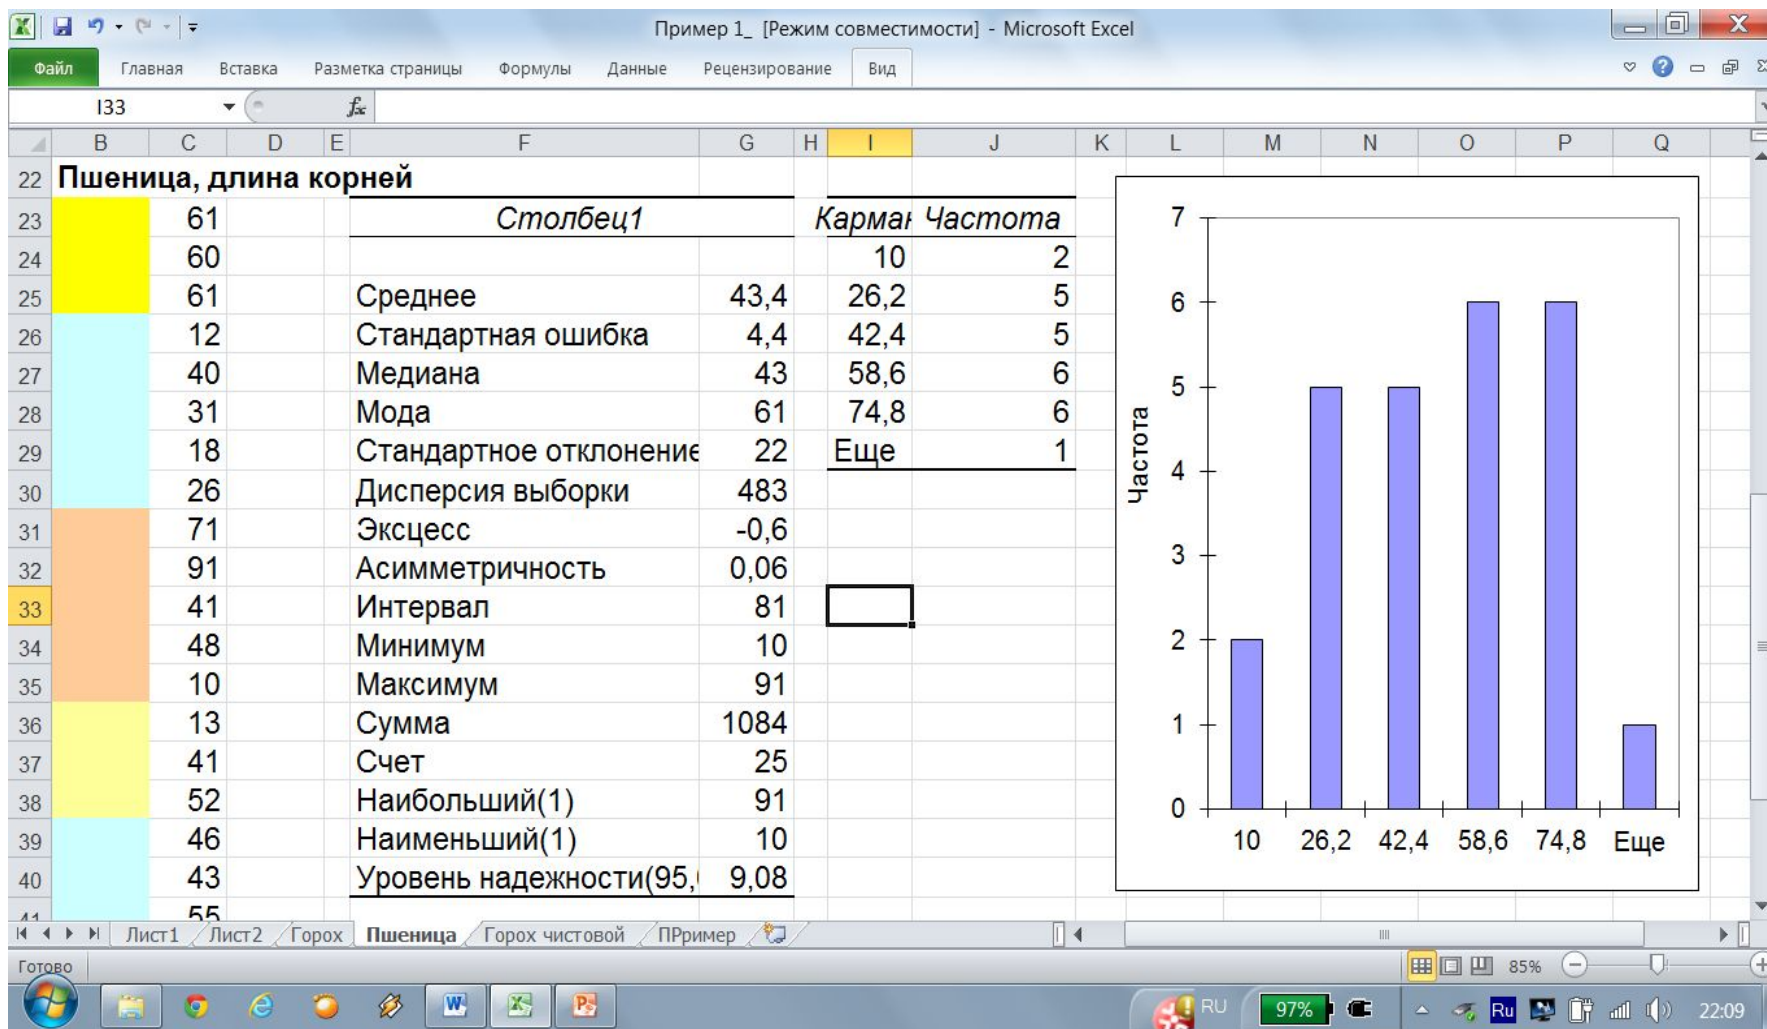 Пример 1_ [Режим совместимости] - Microsoft Excel
Файл Главная Вставка Разметка страницы Формулы Данные Рецензирование Вид
I33 fx
B C D E F G H I J K L M N O P Q
22 Пшеница, длина корней
23 61 Столбец1 Карман Частота
24 60 10 2
25 61 Среднее 43,4 26,2 5
26 12 Стандартная ошибка 4,4 42,4 5
27 40 Медиана 43 58,6 6
28 31 Мода 61 74,8 6
29 18 Стандартное отклонение 22 Еще 1
30 26 Дисперсия выборки 483
31 71 Эксцесс -0,6
32 91 Асимметричность 0,06
33 41 Интервал 81
34 48 Минимум 10
35 10 Максимум 91
36 13 Сумма 1084
37 41 Счет 25
38 52 Наибольший(1) 91
39 46 Наименьший(1) 10
40 43 Уровень надежности(95, 9,08
41 55
7
6
5
4
3
2
1
0
Частота
10 26,2 42,4 58,6 74,8 Еще
Лист1 Лист2 Горох Пшеница Горох чистовой ПРример
Готово 85%
RU 97% Ru 22:09